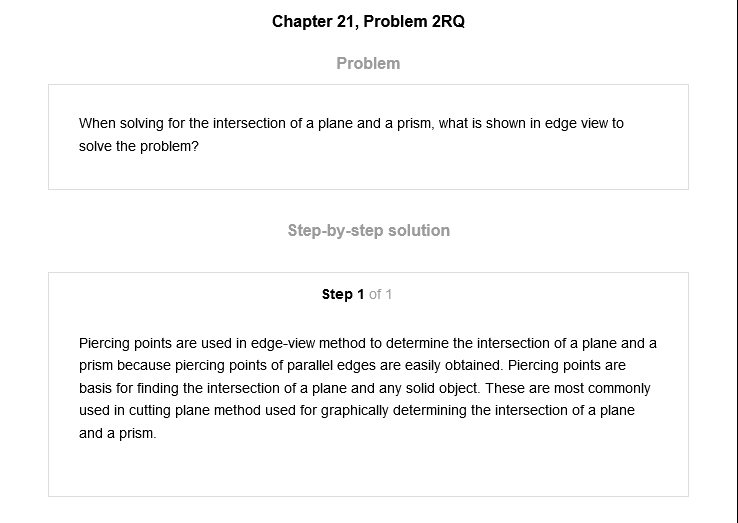 Chapter 21, Problem 2RQ
Problem
When solving for the intersection of a plane and a prism, what is shown in edge view to
solve the problem?
Step-by-step solution
Step 1 of 1
Piercing points are used in edge-view method to determine the intersection of a plane and a
prism because piercing points of parallel edges are easily obtained. Piercing points are
basis for finding the intersection of a plane and any solid object. These are most commonly
used in cutting plane method used for graphically determining the intersection of a plane
and a prism.